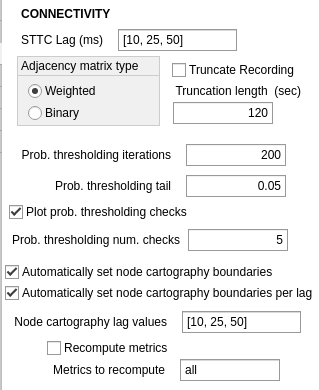 CONNECTIVITY
STTC Lag (ms) [10, 25, 50]
Adjacency matrix type
Weighted
Binary
Truncate Recording
Truncation length (sec)
120
Prob. thresholding iterations 200
Prob. thresholding tail 0.05
Plot prob. thresholding checks
Prob. thresholding num. checks 5
Automatically set node cartography boundaries
Automatically set node cartography boundaries per lag
Node cartography lag values [10, 25, 50]
Recompute metrics
Metrics to recompute all